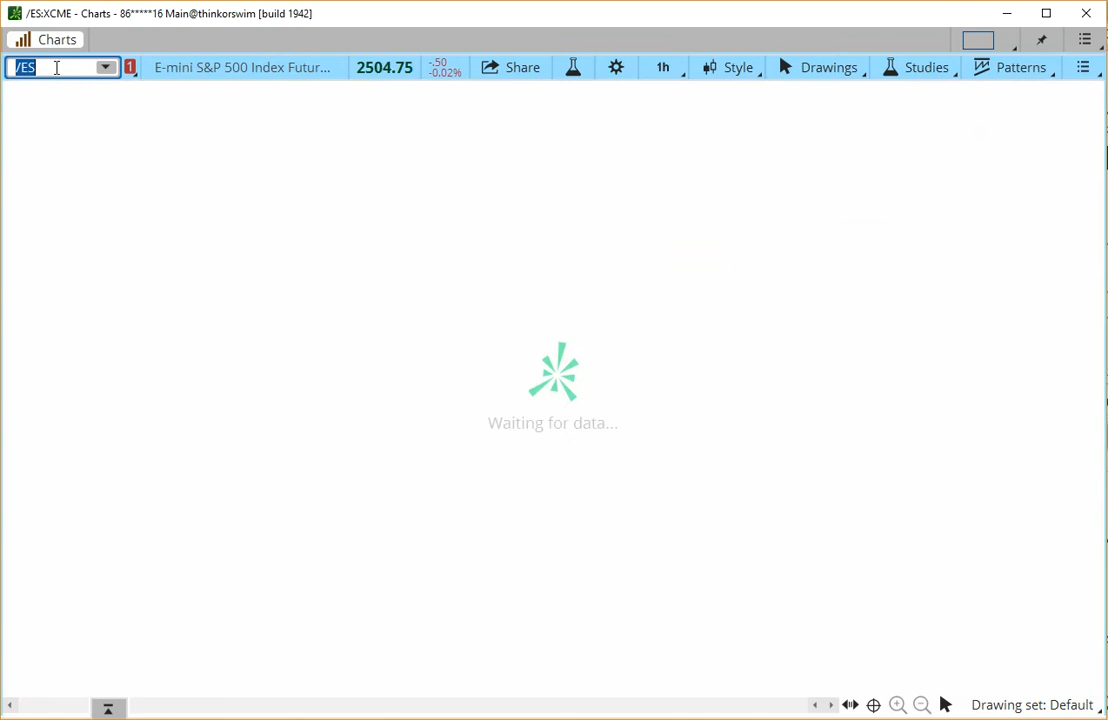 /ES:XCME - Charts - 86*****16 Main@thinkorswim [build 1942]
Charts
/ES 1 E-mini S&P 500 Index Futur... 2504.75 -.50 -0.02% Share 1h Style Drawings Studies Patterns
Waiting for data...
Drawing set: Default